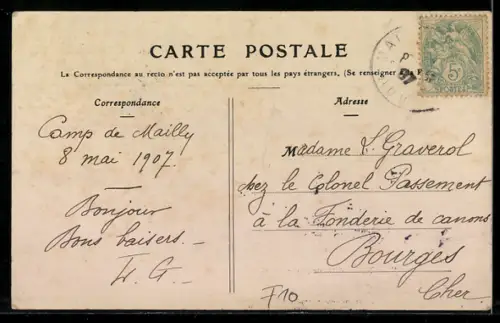 CARTE POSTALE
La Correspondance au recto n'est pas acceptée par tous les pays étrangers. (Se renseigner
Correspondance
Camp de Mailly
8 mai 1907.
Bonjour
Bons baisers.
G.
Adresse
Madame L. Graverol
chez le Colonel Passement
à la Fonderie de canons
Bourges
Cher.
5
POSTES
F10